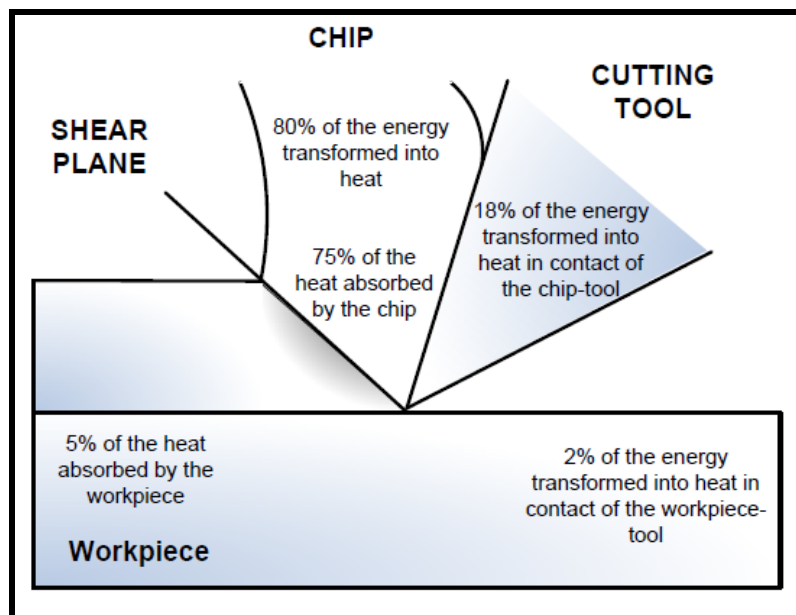 CHIP
CUTTING
TOOL
SHEAR
PLANE
80% of the energy
transformed into
heat
18% of the energy
transformed into
heat in contact of
the chip-tool
75% of the
heat absorbed
by the chip
5% of the heat
absorbed by the
workpiece
2% of the energy
transformed into heat in
contact of the workpiece-
tool
Workpiece